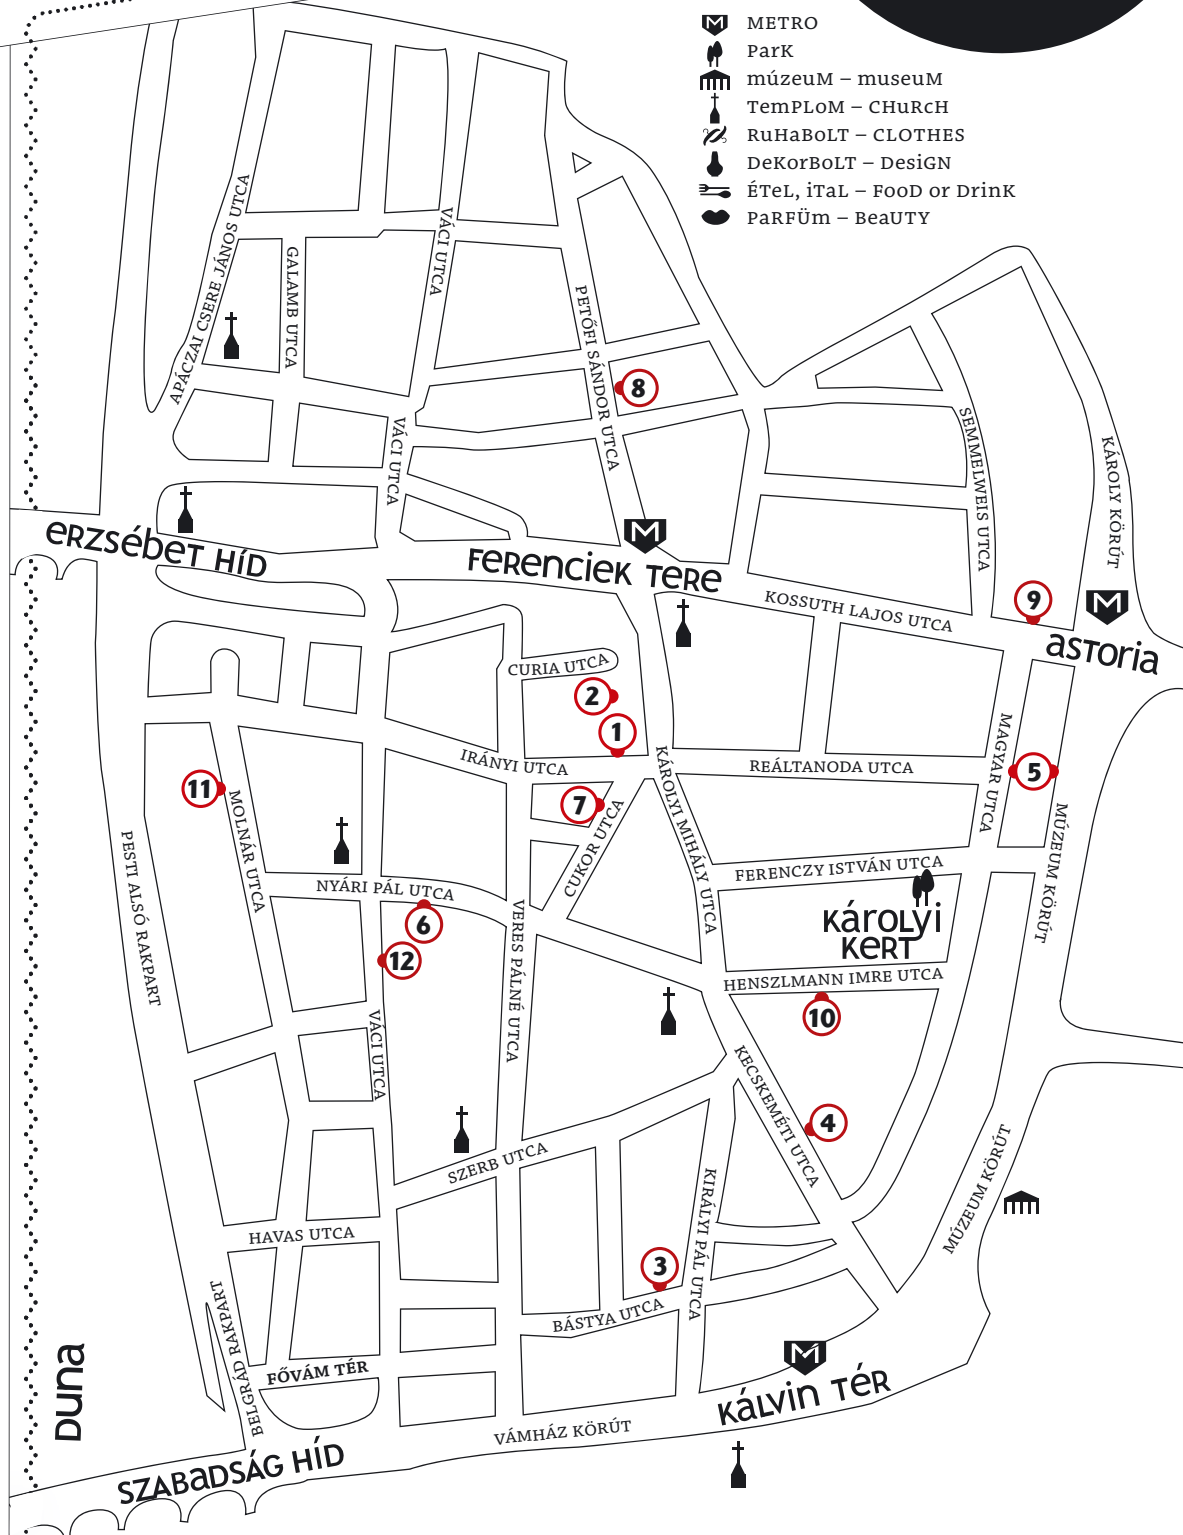 METRO
ParK
múzeuM – museuM
TemPLoM – CHuRcH
RuHaBoLT – CLOTHES
DeKorBoLT – DesiGN
ÉTeL, iTaL – FooD or DrinK
PaRFÜm – BeaUTY
APÁCZAI CSERE JÁNOS UTCA
GALAMB UTCA
VÁCI UTCA
PETŐFI SÁNDOR UTCA
8
VÁCI UTCA
SEMMELWEIS UTCA
KÁROLY KÖRÚT
eRZSÉBeT HÍD
FeRenCieK TeRe
M
KOSSUTH LAJOS UTCA
9
M
aSToria
CURIA UTCA
2
1
IRÁNYI UTCA
KÁROLYI MIHÁLY UTCA
REÁLTANODA UTCA
MAGYAR UTCA
5
11
7
MOLNÁR UTCA
CUKOR UTCA
MÚZEUM KÖRÚT
PESTI ALSÓ RAKPART
NYÁRI PÁL UTCA
FERENCZY ISTVÁN UTCA
6
12
VERES PÁLNÉ UTCA
KÁROLYi
KeRT
HENSZLMANN IMRE UTCA
10
VÁCI UTCA
KECSKEMÉTI UTCA
4
SZERB UTCA
KIRÁLYI PÁL UTCA
MÚZEUM KÖRÚT
HAVAS UTCA
3
BÁSTYA UTCA
BELGRÁD RAKPART
FŐVÁM TÉR
DUna
M
KÁLVin TÉR
VÁMHÁZ KÖRÚT
SZABaDSÁG HÍD